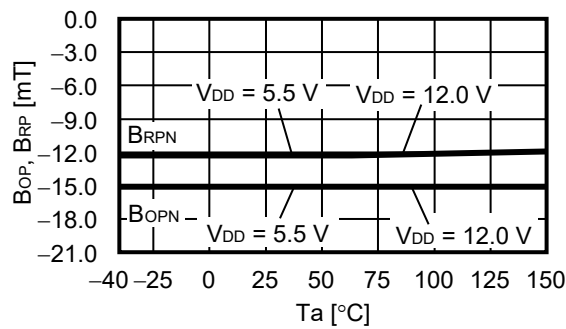 0.0
−3.0
−6.0
−9.0
−12.0
−15.0
−18.0
−21.0
BOP, BRP [mT]
VDD = 5.5 V
VDD = 12.0 V
BRPN
BOPN
VDD = 5.5 V
VDD = 12.0 V
−40 −25 0 25 50 75 100 125 150
Ta [°C]